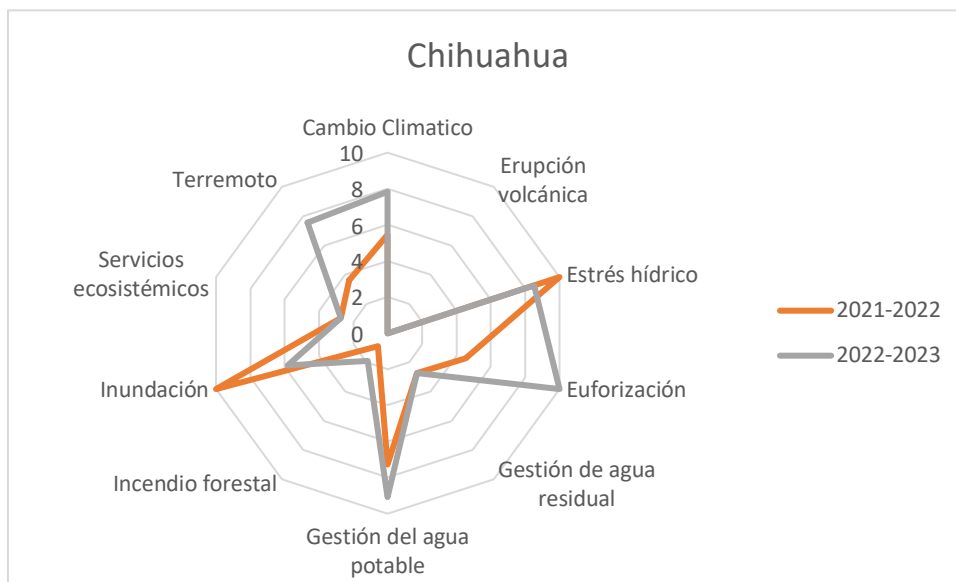 Chihuahua
Cambio Climatico
Erupción
volcánica
Estrés hídrico
Euforización
Gestión de agua
residual
Gestión del agua
potable
Incendio forestal
Inundación
Servicios
ecosistémicos
Terremoto
10
8
6
4
2
0
2021-2022
2022-2023